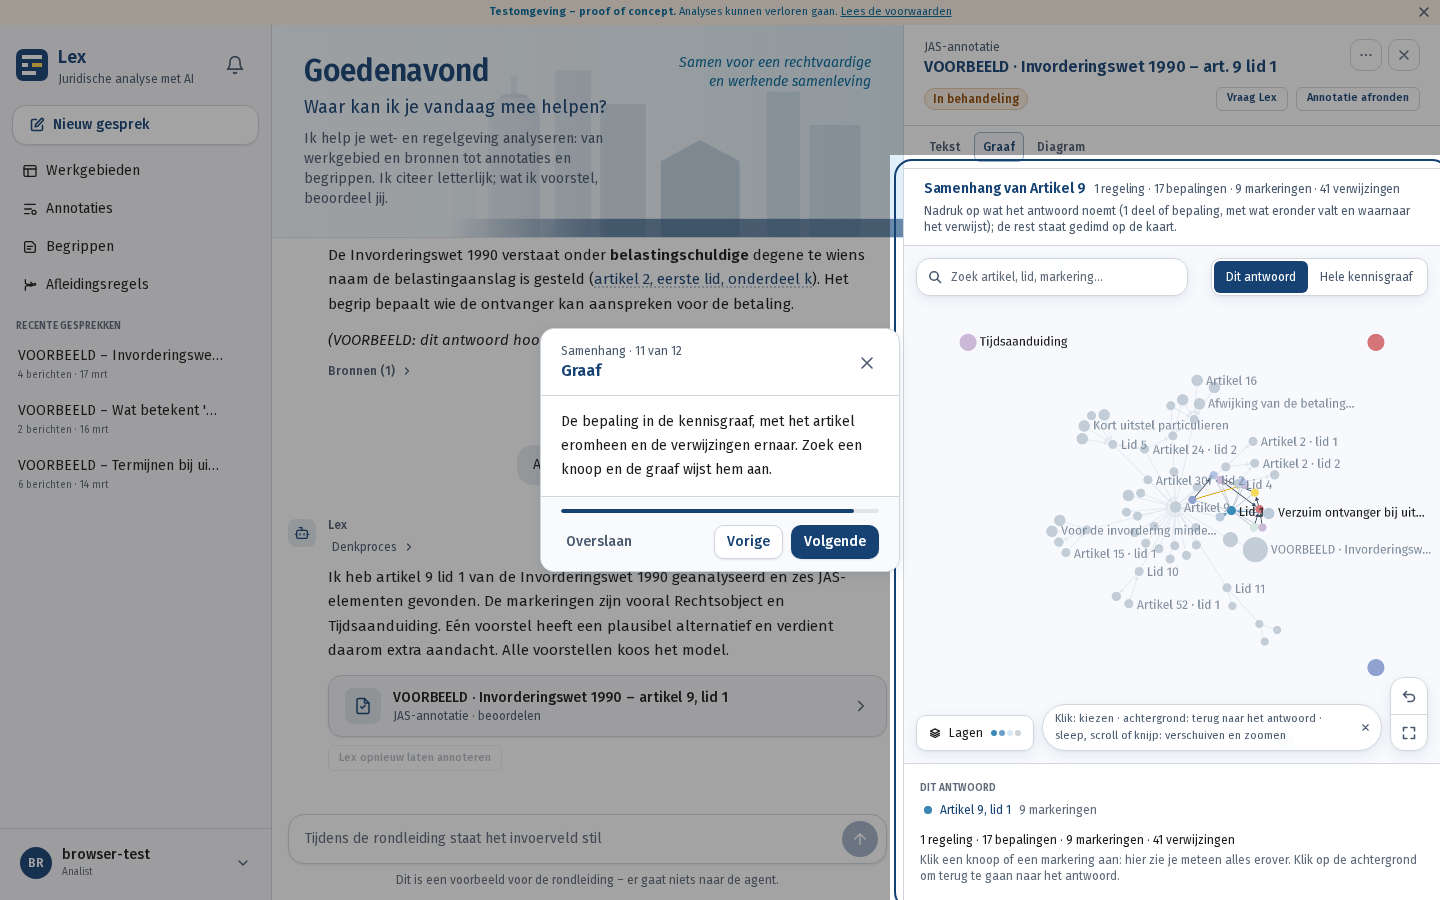 Testomgeving – proof of concept. Analyses kunnen verloren gaan. Lees de voorwaarden
Lex
Juridische analyse met AI
Nieuw gesprek
Werkgebieden
Annotaties
Begrippen
Afleidingsregels
RECENTE GESPREKKEN
VOORBEELD – Invorderingswe...
4 berichten · 17 mrt
VOORBEELD – Wat betekent '...
2 berichten · 16 mrt
VOORBEELD – Termijnen bij ui...
6 berichten · 14 mrt
BR
browser-test
Analist
Goedenavond
Samen voor een rechtvaardige
en werkende samenleving
Waar kan ik je vandaag mee helpen?
Ik help je wet- en regelgeving analyseren: van
werkgebied en bronnen tot annotaties en
begrippen. Ik citeer letterlijk; wat ik voorstel,
beoordeel jij.
De Invorderingswet 1990 verstaat onder belastingschuldige degene te wiens
naam de belastingaanslag is gesteld (artikel 2, eerste lid, onderdeel k). Het
begrip bepaalt wie de ontvanger kan aanspreken voor de betaling.
(VOORBEELD: dit antwoord hoo
Bronnen (1)
A
Samenhang · 11 van 12
Graaf
De bepaling in de kennisgraaf, met het artikel
eromheen en de verwijzingen ernaar. Zoek een
knoop en de graaf wijst hem aan.
Overslaan
Vorige
Volgende
Lex
Denkproces
Ik heb artikel 9 lid 1 van de Invorderingswet 1990 geanalyseerd en zes JAS-
elementen gevonden. De markeringen zijn vooral Rechtsobject en
Tijdsaanduiding. Eén voorstel heeft een plausibel alternatief en verdient
daarom extra aandacht. Alle voorstellen koos het model.
VOORBEELD · Invorderingswet 1990 – artikel 9, lid 1
JAS-annotatie · beoordelen
Lex opnieuw laten annoteren
Tijdens de rondleiding staat het invoerveld stil
Dit is een voorbeeld voor de rondleiding – er gaat niets naar de agent.
JAS-annotatie
VOORBEELD · Invorderingswet 1990 – art. 9 lid 1
In behandeling
Vraag Lex
Annotatie afronden
Tekst
Graaf
Diagram
Samenhang van Artikel 9 1 regeling · 17 bepalingen · 9 markeringen · 41 verwijzingen
Nadruk op wat het antwoord noemt (1 deel of bepaling, met wat eronder valt en waarnaar
het verwijst); de rest staat gedimd op de kaart.
Zoek artikel, lid, markering...
Dit antwoord
Hele kennisgraaf
Tijdsaanduiding
Artikel 16
Afwijking van de betaling...
Kort uitstel particulieren
Lid 5
Artikel 24 · lid 2
Artikel 2 · lid 1
Artikel 2 · lid 2
Artikel 30
lid 2
Lid 4
Artikel 9
Lid 1
Verzuim ontvanger bij uit...
Voor de invordering minde...
Artikel 15 · lid 1
VOORBEELD · Invorderingsw...
Lid 10
Lid 11
Artikel 52 · lid 1
Lagen
Klik: kiezen · achtergrond: terug naar het antwoord ·
sleep, scroll of knijp: verschuiven en zoomen
DIT ANTWOORD
Artikel 9, lid 1 9 markeringen
1 regeling · 17 bepalingen · 9 markeringen · 41 verwijzingen
Klik een knoop of een markering aan: hier zie je meteen alles erover. Klik op de achtergrond
om terug te gaan naar het antwoord.